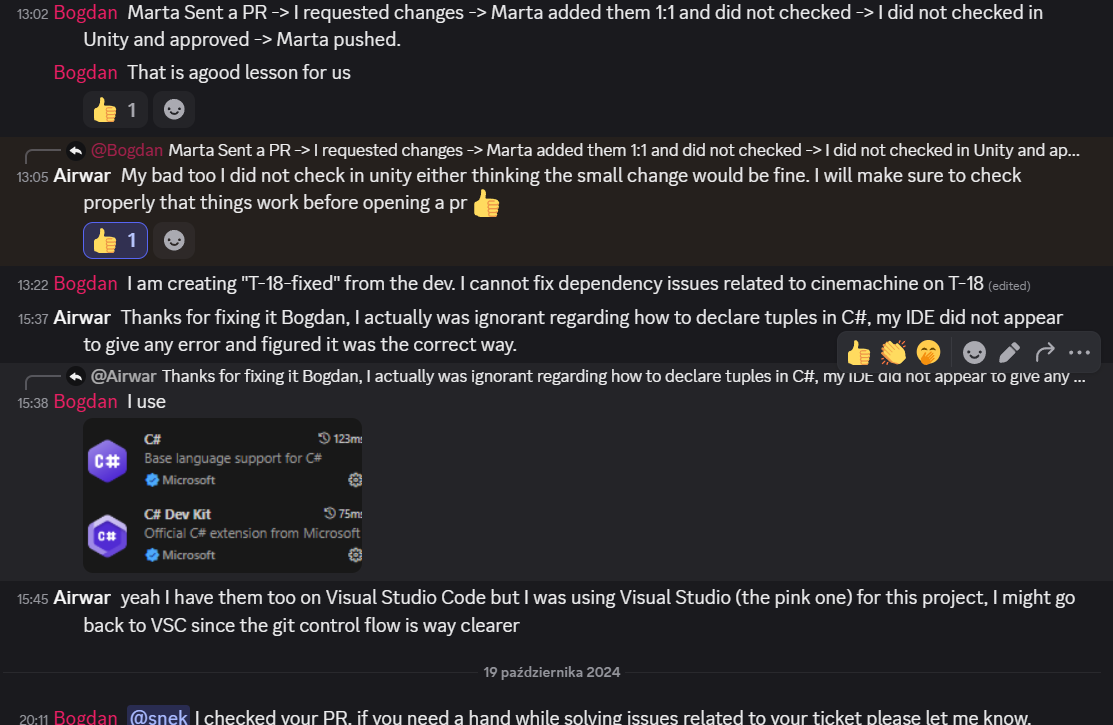 13:02 Bogdan Marta Sent a PR -> I requested changes -> Marta added them 1:1 and did not checked -> I did not checked in
Unity and approved -> Marta pushed.
Bogdan That is agood lesson for us
1
@Bogdan Marta Sent a PR -> I requested changes -> Marta added them 1:1 and did not checked -> I did not checked in Unity and ap...
13:05 Airwar My bad too I did not check in unity either thinking the small change would be fine. I will make sure to check
properly that things work before opening a pr
1
13:22 Bogdan I am creating "T-18-fixed" from the dev. I cannot fix dependency issues related to cinemachine on T-18 (edited)
15:37 Airwar Thanks for fixing it Bogdan, I actually was ignorant regarding how to declare tuples in C#, my IDE did not appear
to give any error and figured it was the correct way.
@Airwar Thanks for fixing it Bogdan, I actually was ignorant regarding how to declare tuples in C#, my IDE did not appear to give any ...
15:38 Bogdan I use
C# 123ms
Base language support for C#
Microsoft
C# Dev Kit 75ms
Official C# extension from Microsoft
Microsoft
15:45 Airwar yeah I have them too on Visual Studio Code but I was using Visual Studio (the pink one) for this project, I might go
back to VSC since the git control flow is way clearer
19 października 2024
20:11 Bogdan @snek I checked your PR, if you need a hand while solving issues related to your ticket please let me know.